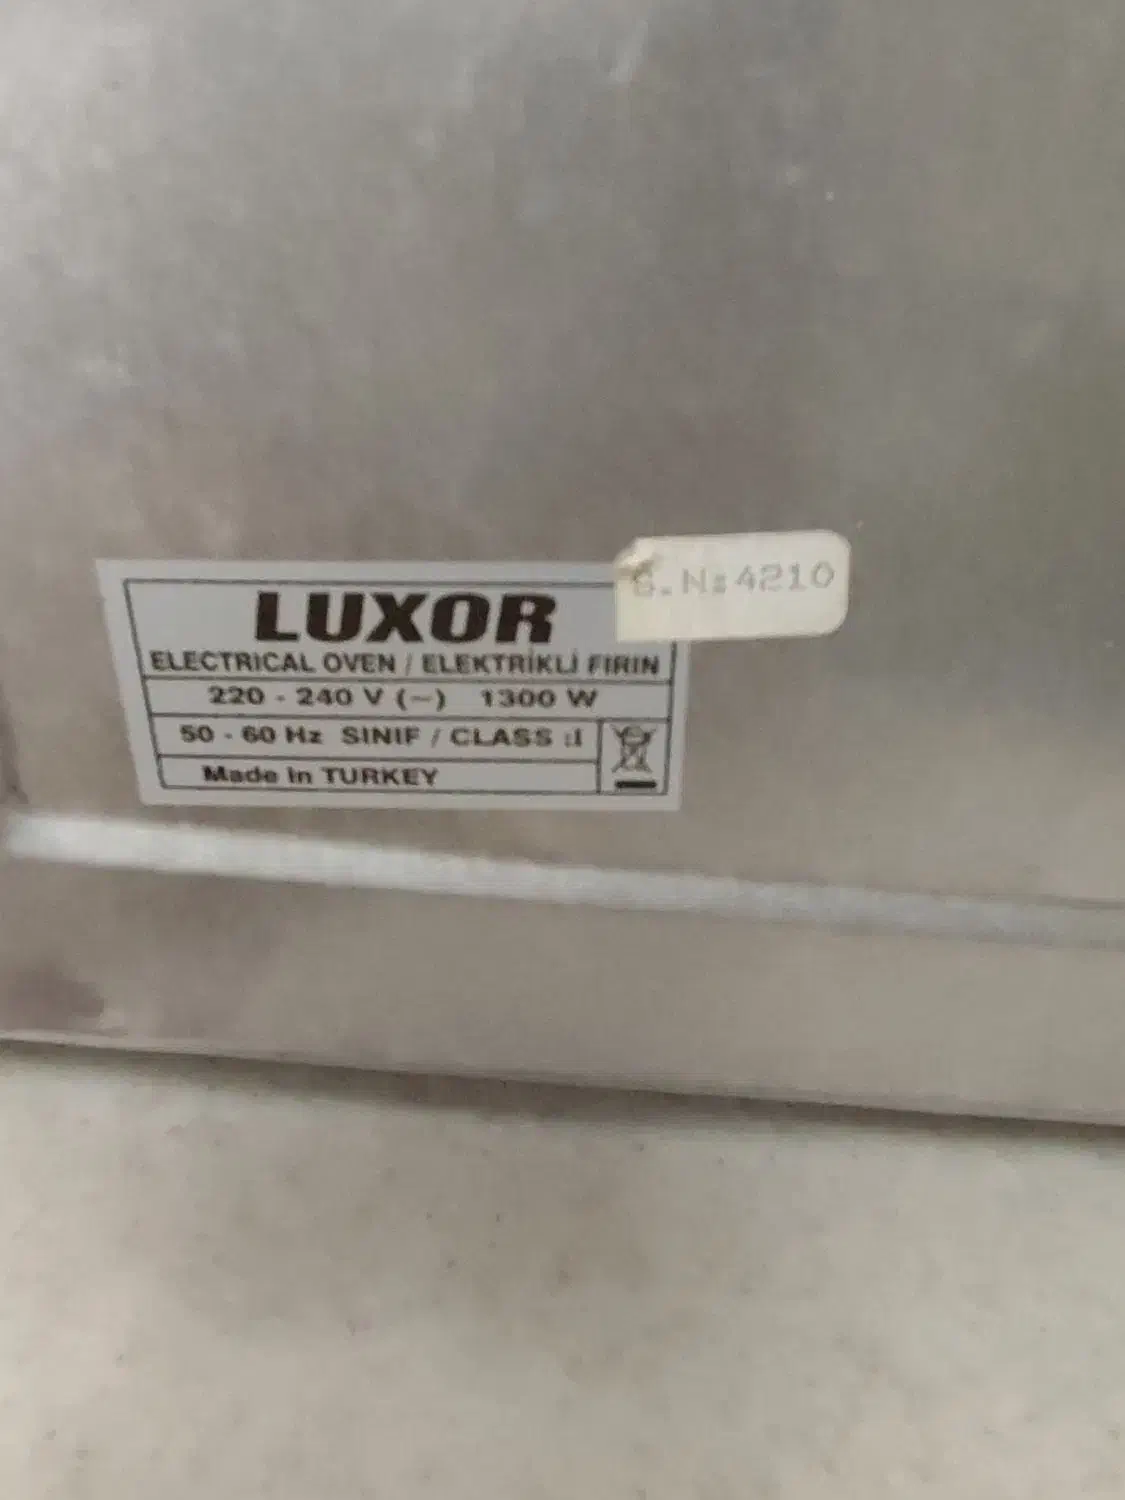 S.N:4210
LUXOR
ELECTRICAL OVEN / ELEKTRİKLİ FIRIN
220 - 240 V (~) 1300 W
50 - 60 Hz SINIF / CLASS :I
Made in TURKEY